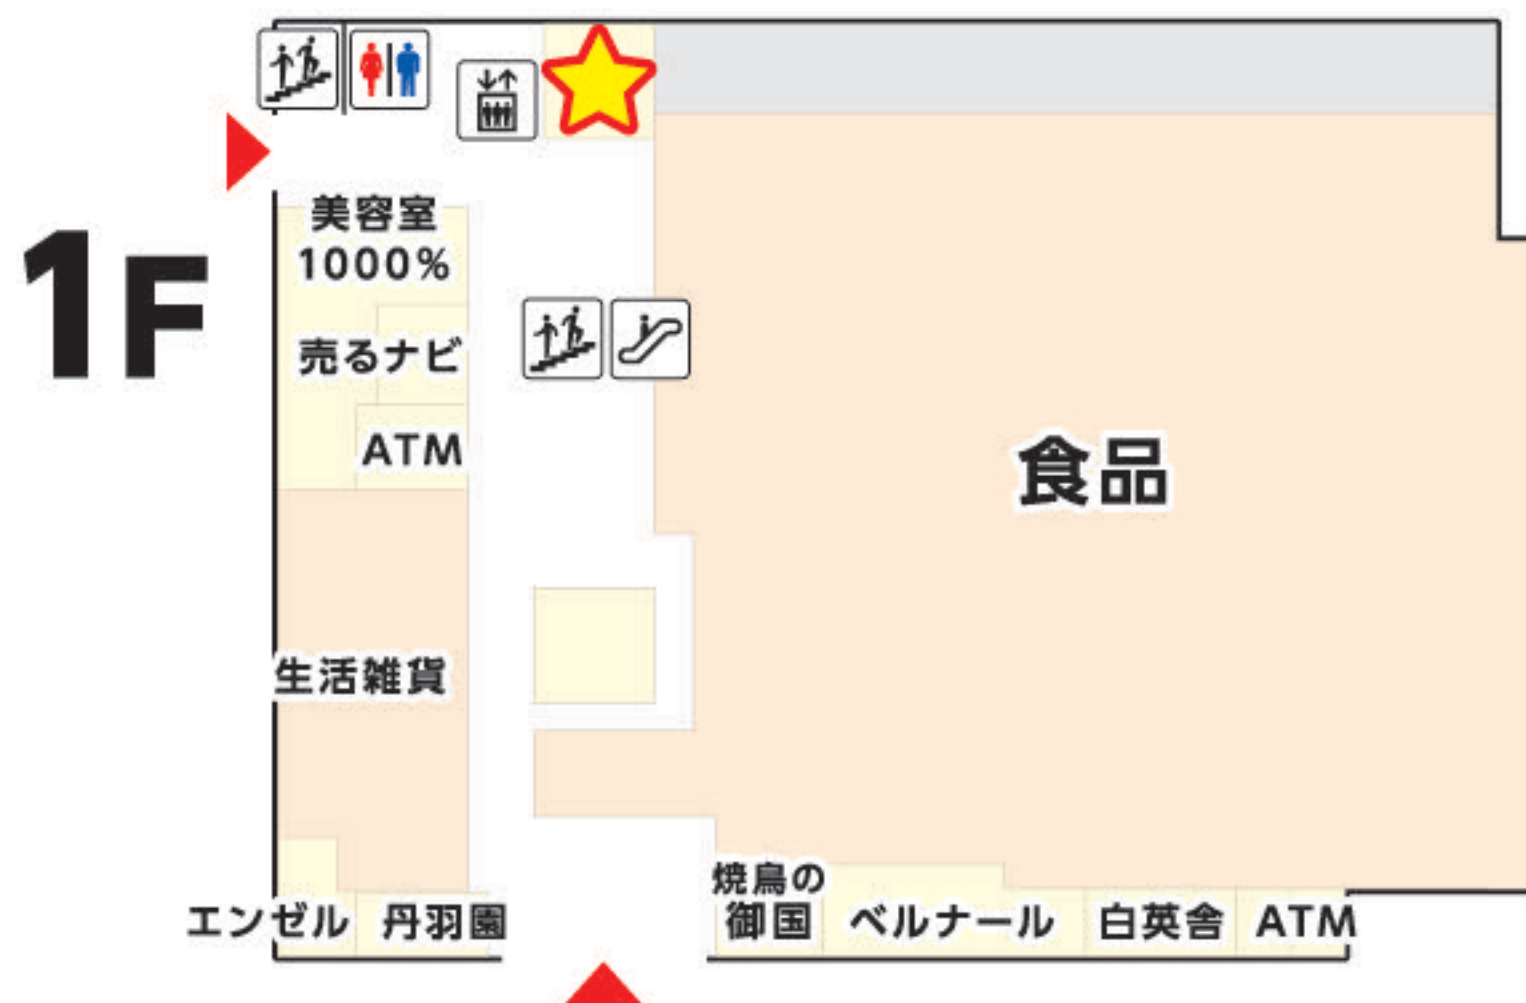 1F
美容室
1000%
売るナビ
ATM
食品
生活雑貨
エンゼル
丹羽園
焼鳥の
御国
ベルナール
白英舎
ATM